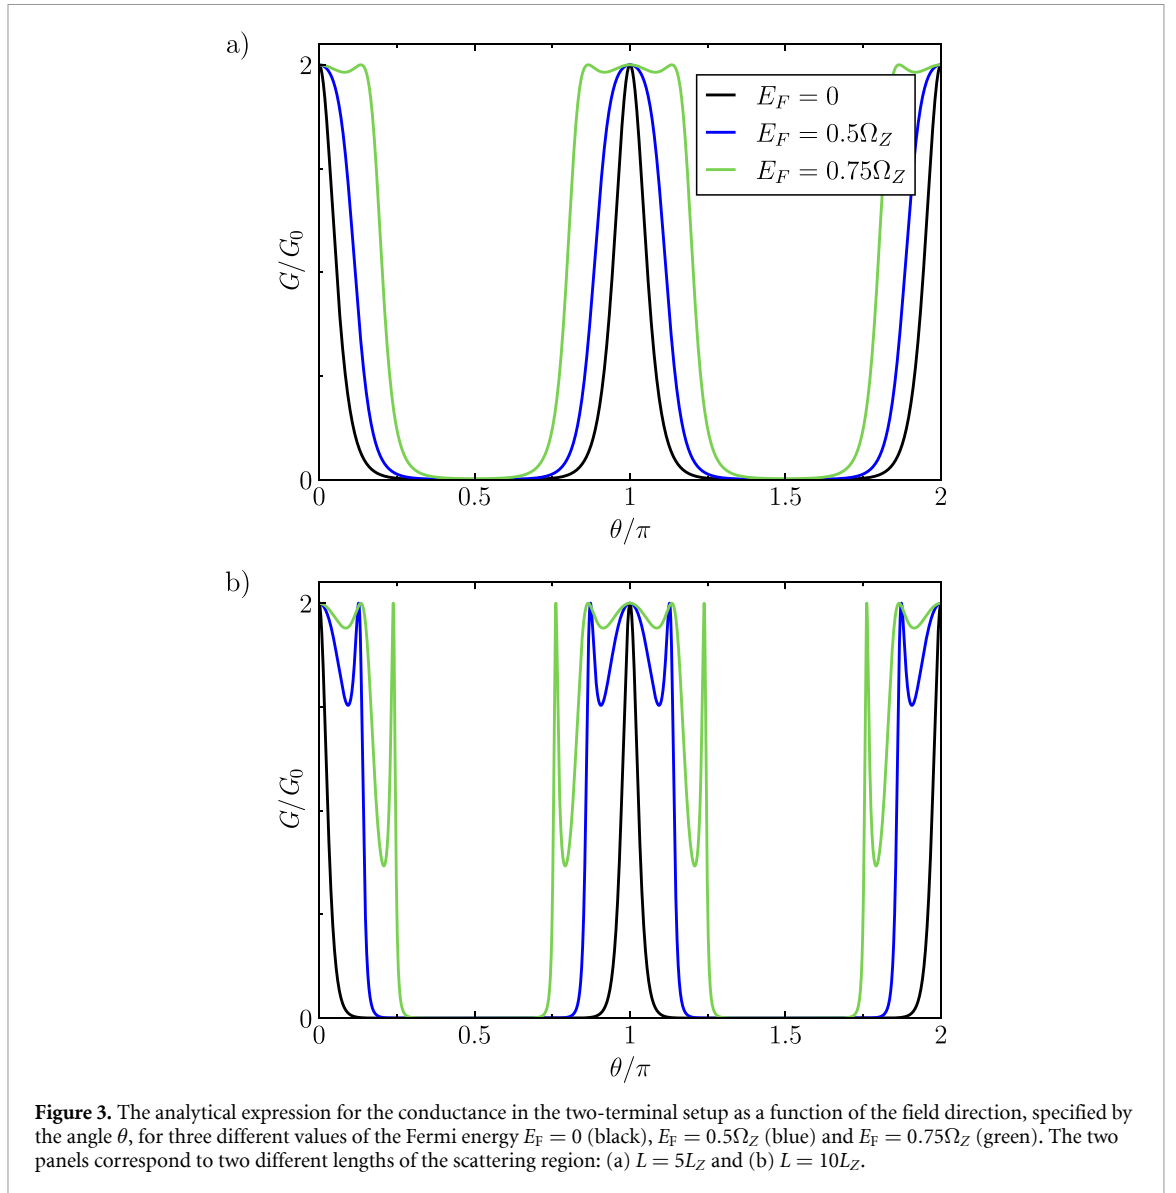 a)
2
E_F = 0
E_F = 0.5Ω_Z
E_F = 0.75Ω_Z
G/G_0
0
0 0.5 1 1.5 2
θ/π
b)
2
G/G_0
0
0 0.5 1 1.5 2
θ/π
Figure 3. The analytical expression for the conductance in the two-terminal setup as a function of the field direction, specified by
the angle θ, for three different values of the Fermi energy E_F = 0 (black), E_F = 0.5Ω_Z (blue) and E_F = 0.75Ω_Z (green). The two
panels correspond to two different lengths of the scattering region: (a) L = 5L_Z and (b) L = 10L_Z.